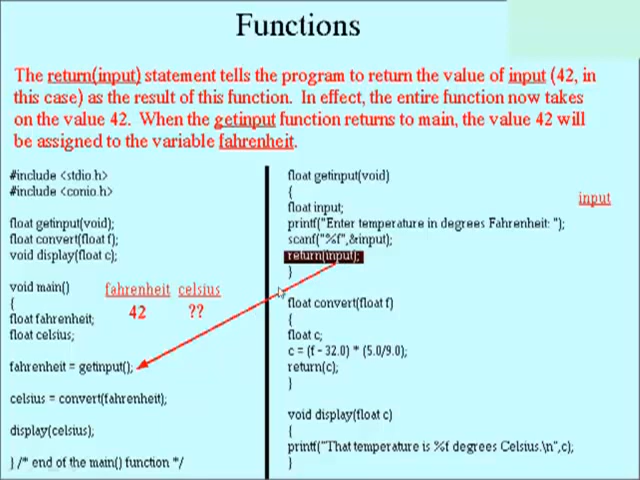 Functions
The return(input) statement tells the program to return the value of input (42, in
this case) as the result of this function. In effect, the entire function now takes
on the value 42. When the getinput function returns to main, the value 42 will
be assigned to the variable fahrenheit.
#include <stdio.h>
#include <conio.h>
float getinput(void);
float convert(float f);
void display(float c);
void main()
{
float fahrenheit;
float celsius;
fahrenheit = getinput();
celsius = convert(fahrenheit);
display(celsius);
} /* end of the main() function */
fahrenheit celsius
42 ??
float getinput(void)
{
float input;
printf("Enter temperature in degrees Fahrenheit: ");
scanf("%f",&input);
return(input);
}
float convert(float f)
{
float c;
c = (f - 32.0) * (5.0/9.0);
return(c);
}
void display(float c)
{
printf("That temperature is %f degrees Celsius.\n",c);
}
input